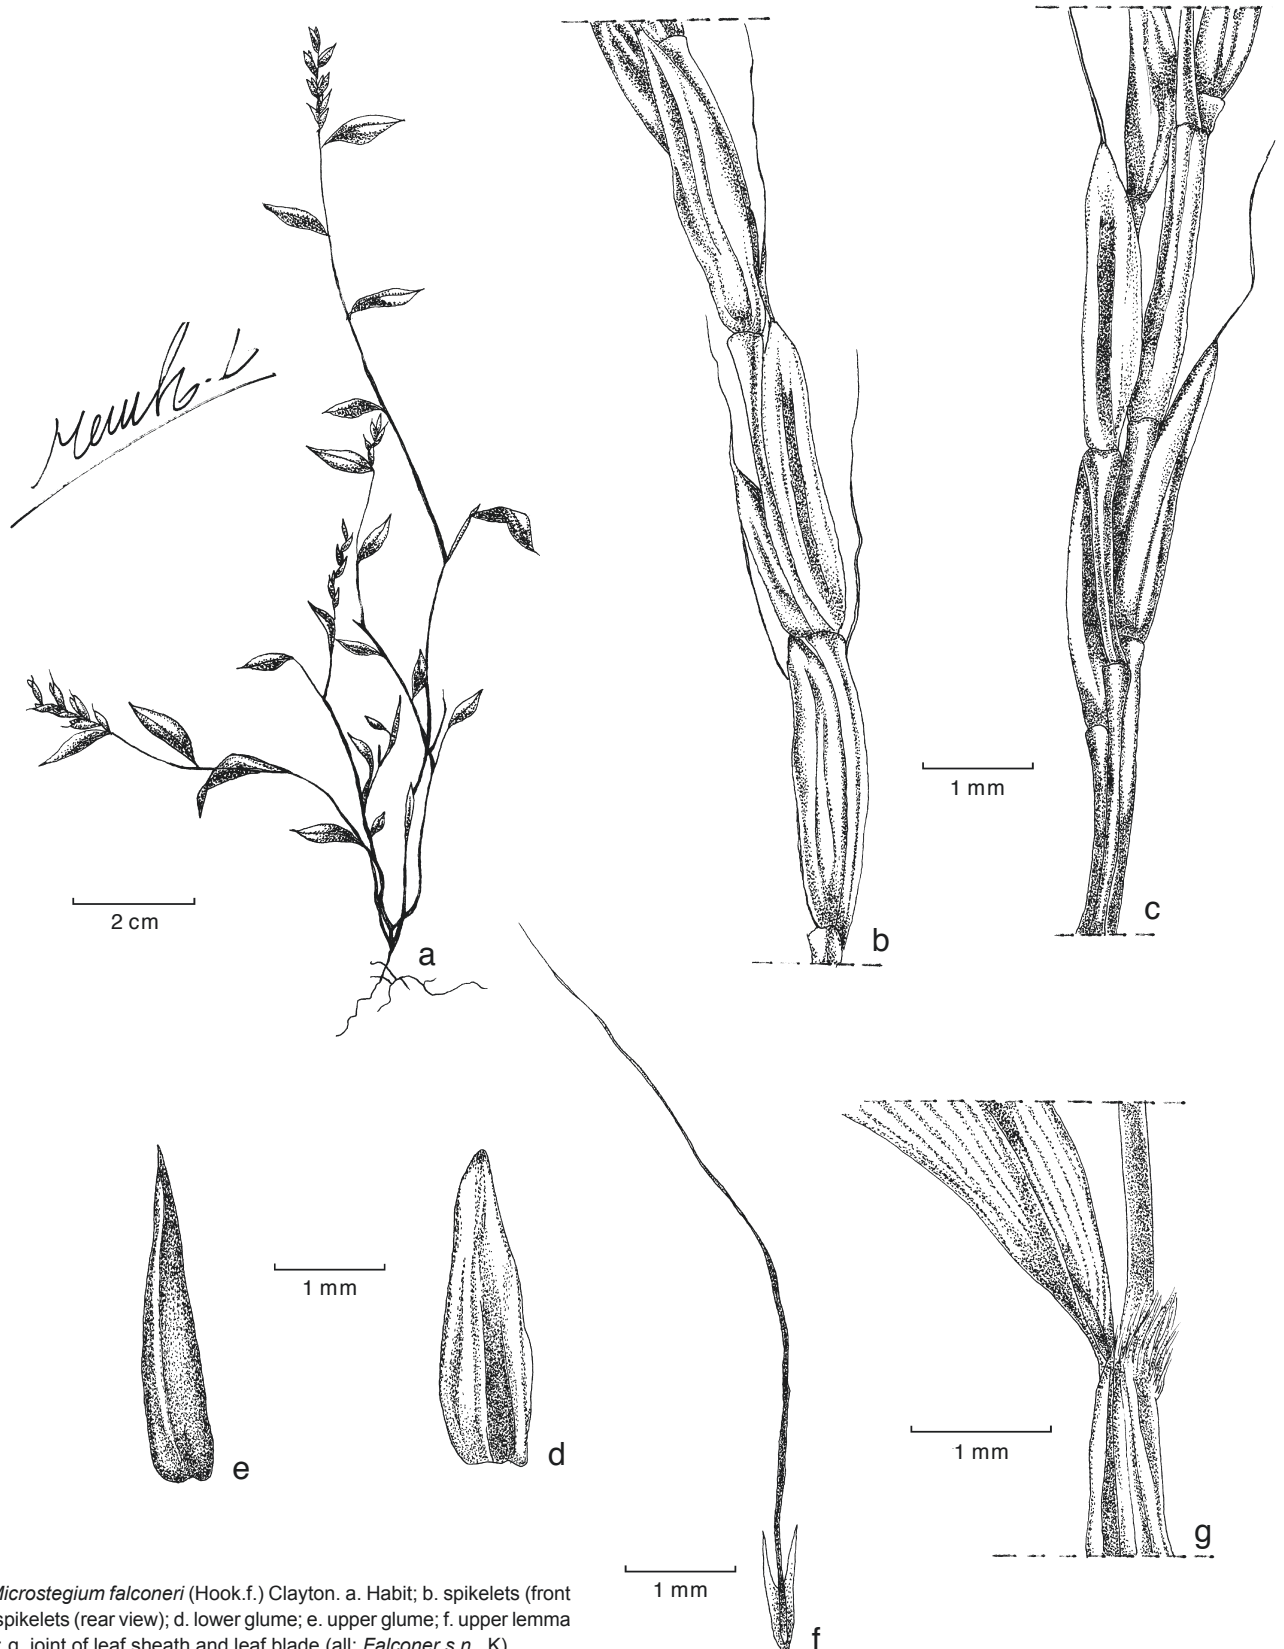 2 cm
a
b
1 mm
c
1 mm
e
d
1 mm
f
1 mm
g
Microstegium falconeri (Hook.f.) Clayton. a. Habit; b. spikelets (front
spikelets (rear view); d. lower glume; e. upper glume; f. upper lemma
g. joint of leaf sheath and leaf blade (all: Falconer s.n., K)